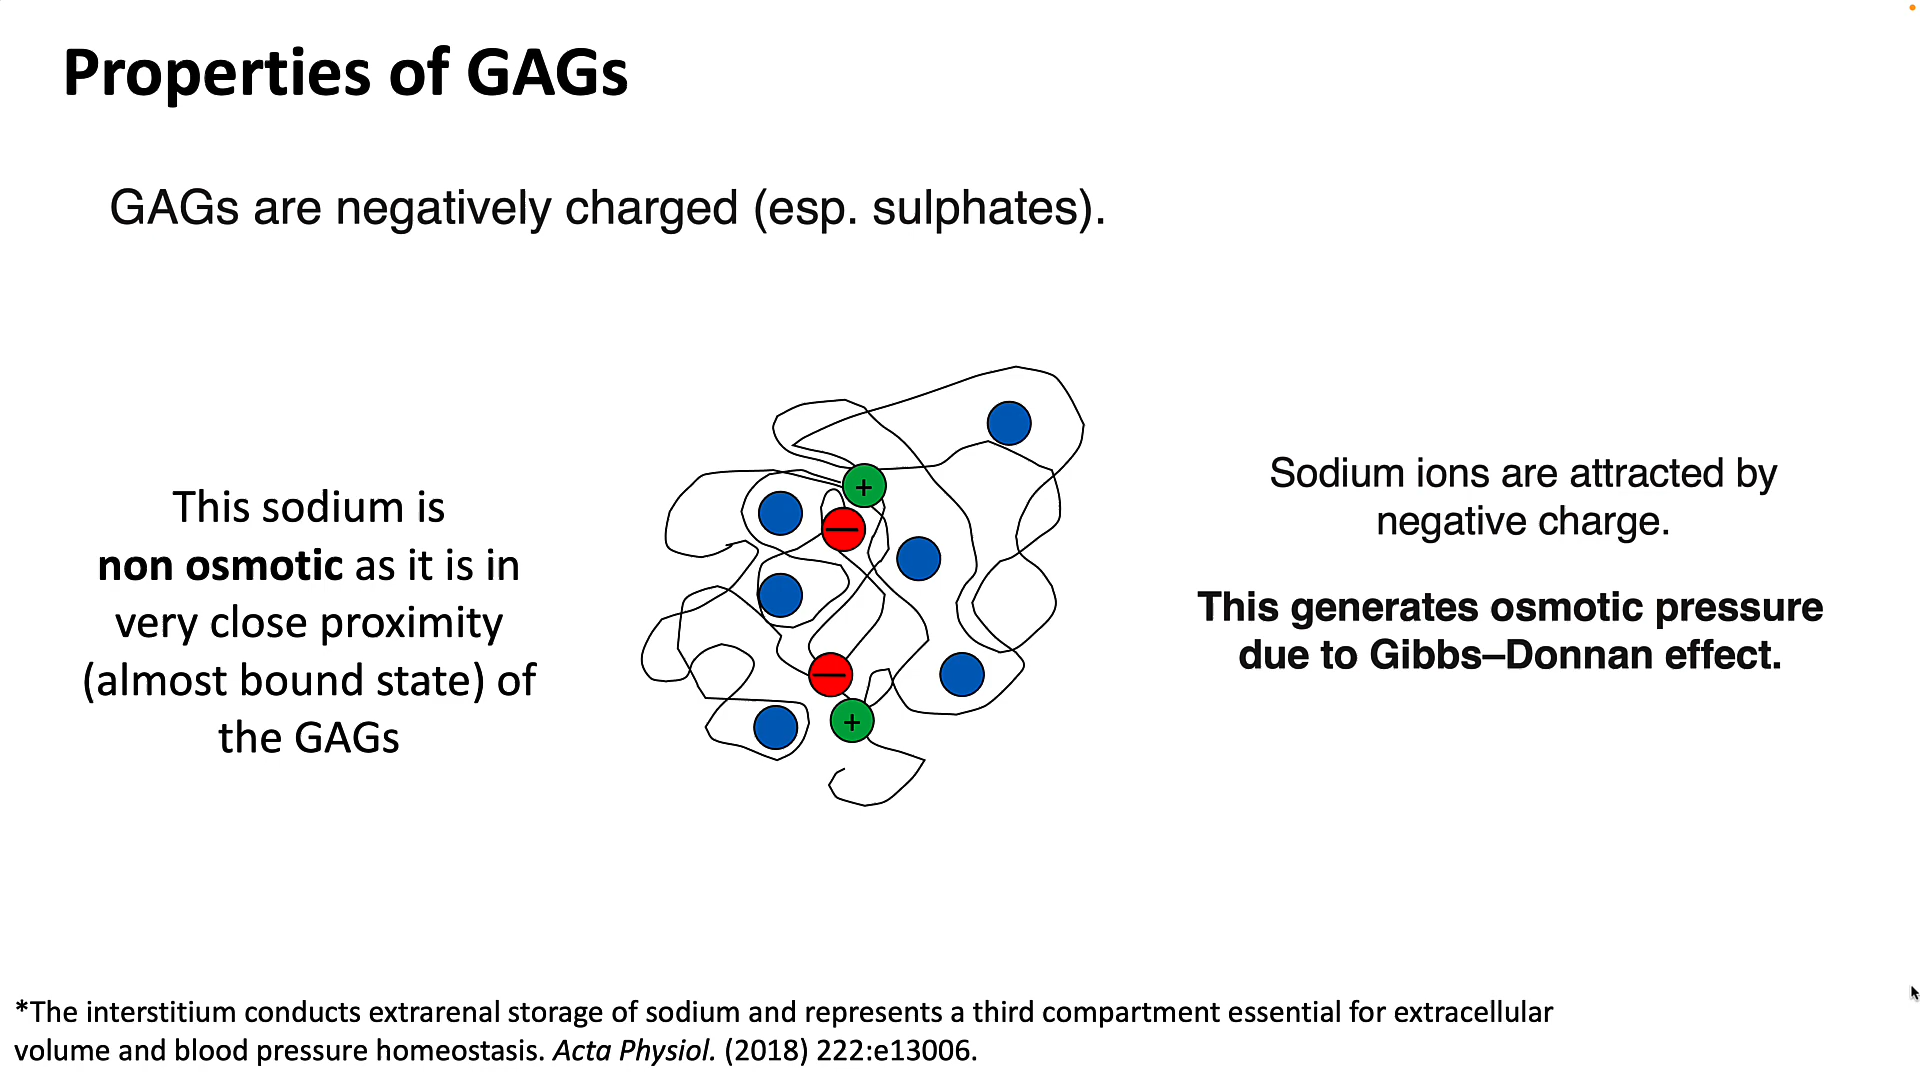 Properties of GAGs
GAGs are negatively charged (esp. sulphates).
This sodium is
non osmotic as it is in
very close proximity
(almost bound state) of
the GAGs
+
−
−
+
Sodium ions are attracted by
negative charge.
This generates osmotic pressure
due to Gibbs–Donnan effect.
*The interstitium conducts extrarenal storage of sodium and represents a third compartment essential for extracellular
volume and blood pressure homeostasis. Acta Physiol. (2018) 222:e13006.